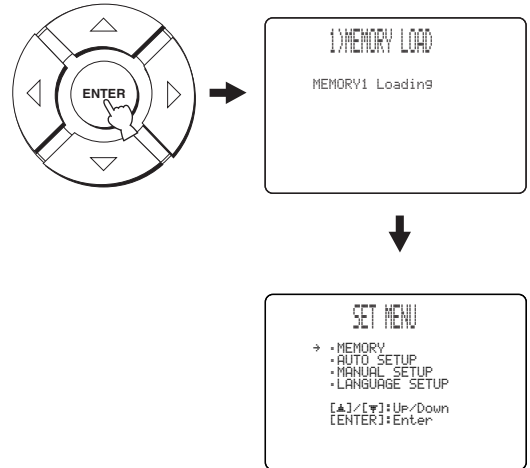 ENTER
1)MEMORY LOAD
MEMORY1 Loading
SET MENU
→ ･MEMORY
･AUTO SETUP
･MANUAL SETUP
･LANGUAGE SETUP
[▲]/[▼]:Up/Down
[ENTER]:Enter